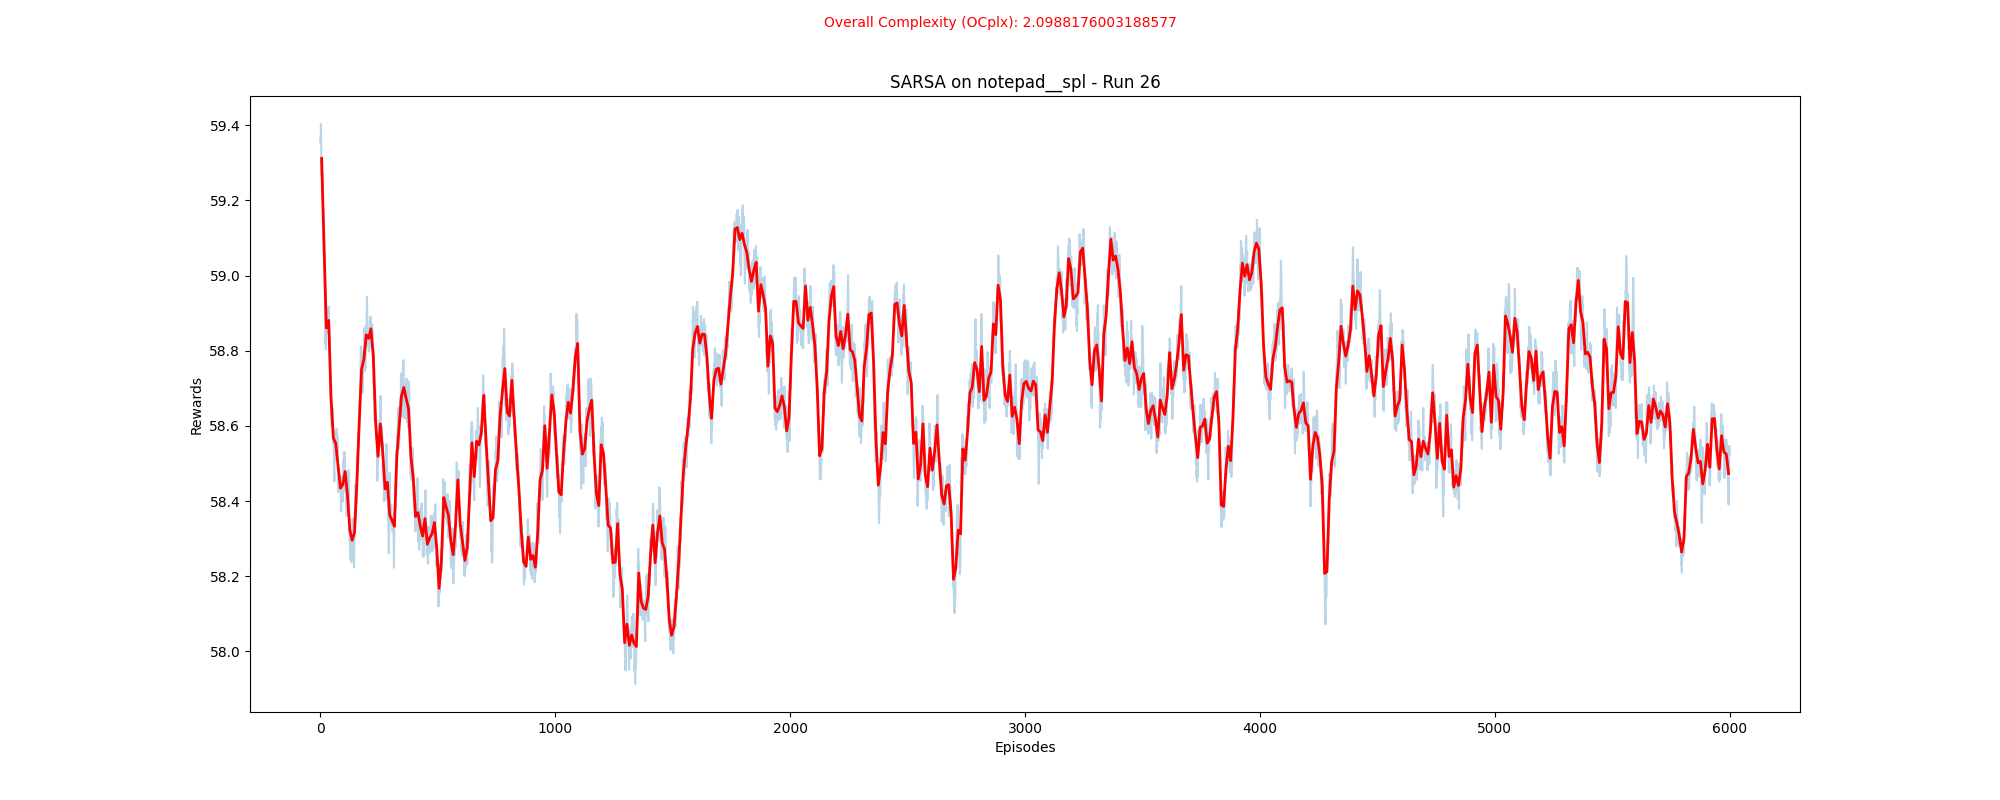 Overall Complexity (OCplx): 2.0988176003188577
SARSA on notepad__spl - Run 26
Rewards
59.4
59.2
59.0
58.8
58.6
58.4
58.2
58.0
0 1000 2000 3000 4000 5000 6000
Episodes